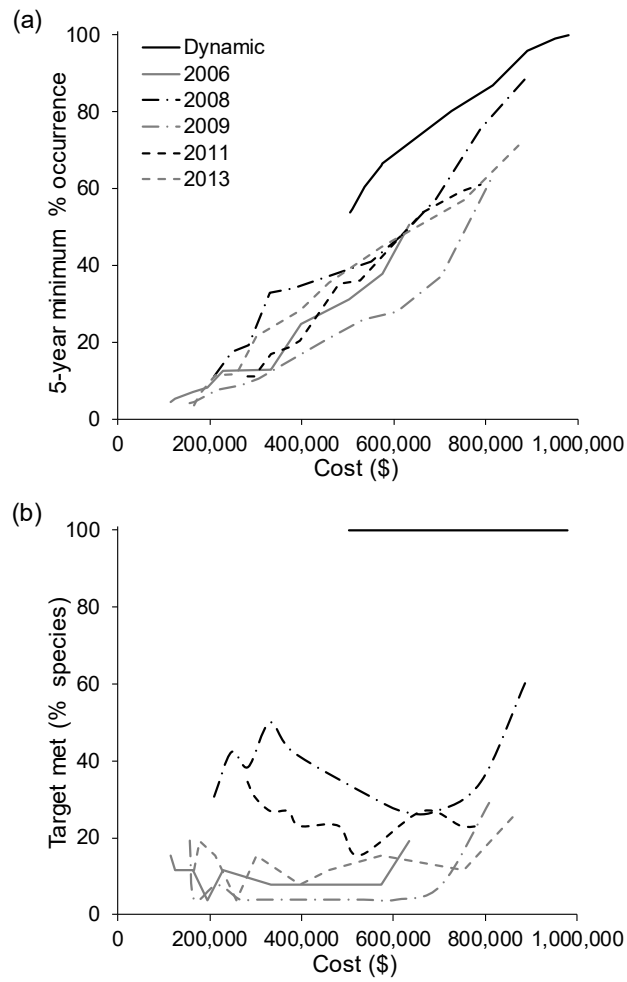 (a)
5-year minimum % occurrence
100
80
60
40
20
0
Dynamic
2006
2008
2009
2011
2013
0 200,000 400,000 600,000 800,000 1,000,000
Cost ($)
(b)
Target met (% species)
100
80
60
40
20
0
0 200,000 400,000 600,000 800,000 1,000,000
Cost ($)